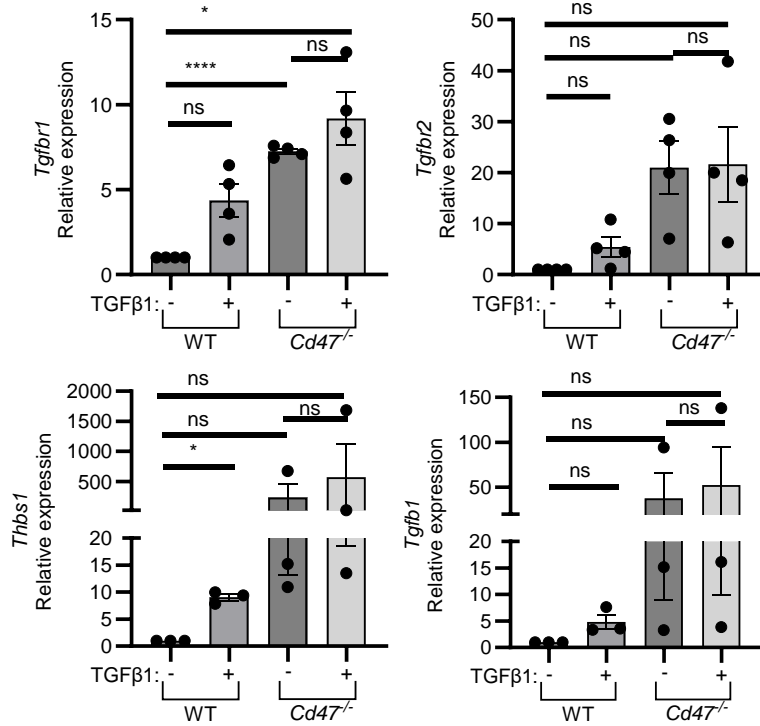 *
ns
****
ns
15
10
5
0
Tgfbr1
Relative expression
TGFβ1: - + - +
WT Cd47-/-
ns
ns
ns
ns
50
40
30
20
10
0
Tgfbr2
Relative expression
TGFβ1: - + - +
WT Cd47-/-
ns
ns
ns
*
2000
1500
1000
500
20
15
10
5
0
Thbs1
Relative expression
TGFβ1: - + - +
WT Cd47-/-
ns
ns
ns
ns
150
100
50
20
15
10
5
0
Tgfb1
Relative expression
TGFβ1: - + - +
WT Cd47-/-